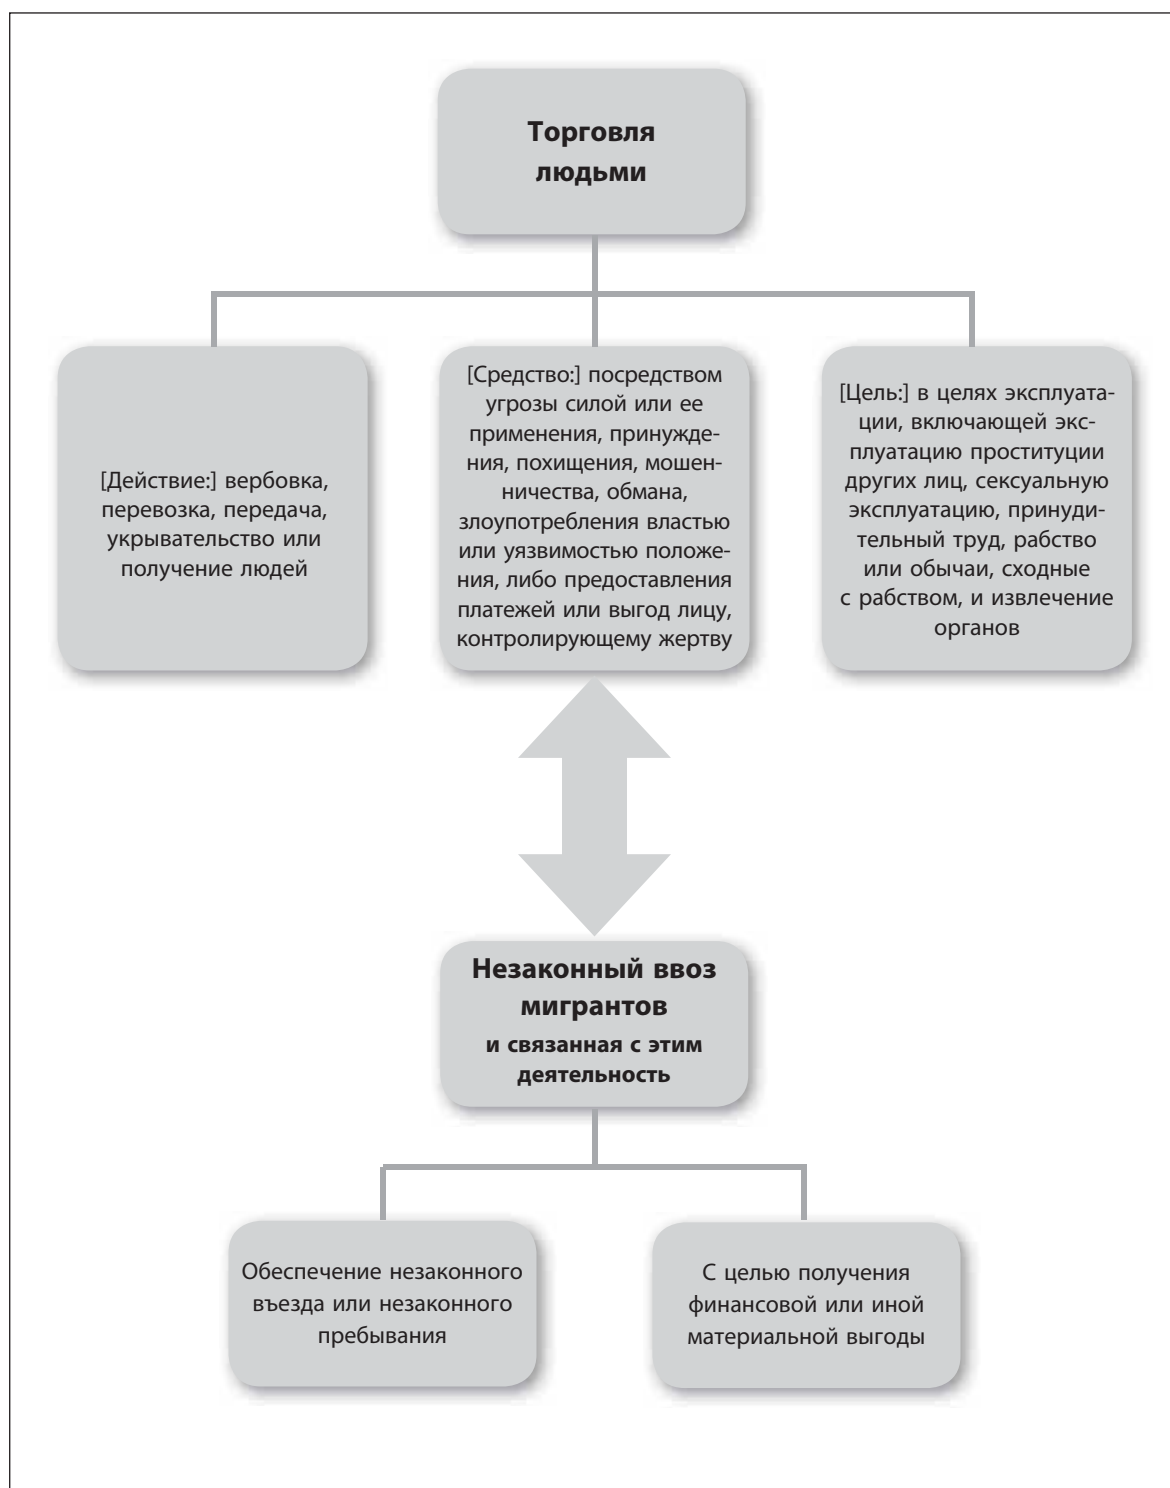 Торговля
людьми
[Действие:] вербовка,
перевозка, передача,
укрывательство или
получение людей
[Средство:] посредством
угрозы силой или ее
применения, принужде-
ния, похищения, мошен-
ничества, обмана,
злоупотребления властью
или уязвимостью положе-
ния, либо предоставления
платежей или выгод лицу,
контролирующему жертву
[Цель:] в целях эксплуата-
ции, включающей экс-
плуатацию проституции
других лиц, сексуальную
эксплуатацию, принуди-
тельный труд, рабство
или обычаи, сходные
с рабством, и извлечение
органов
Незаконный ввоз
мигрантов
и связанная с этим
деятельность
Обеспечение незаконного
въезда или незаконного
пребывания
С целью получения
финансовой или иной
материальной выгоды